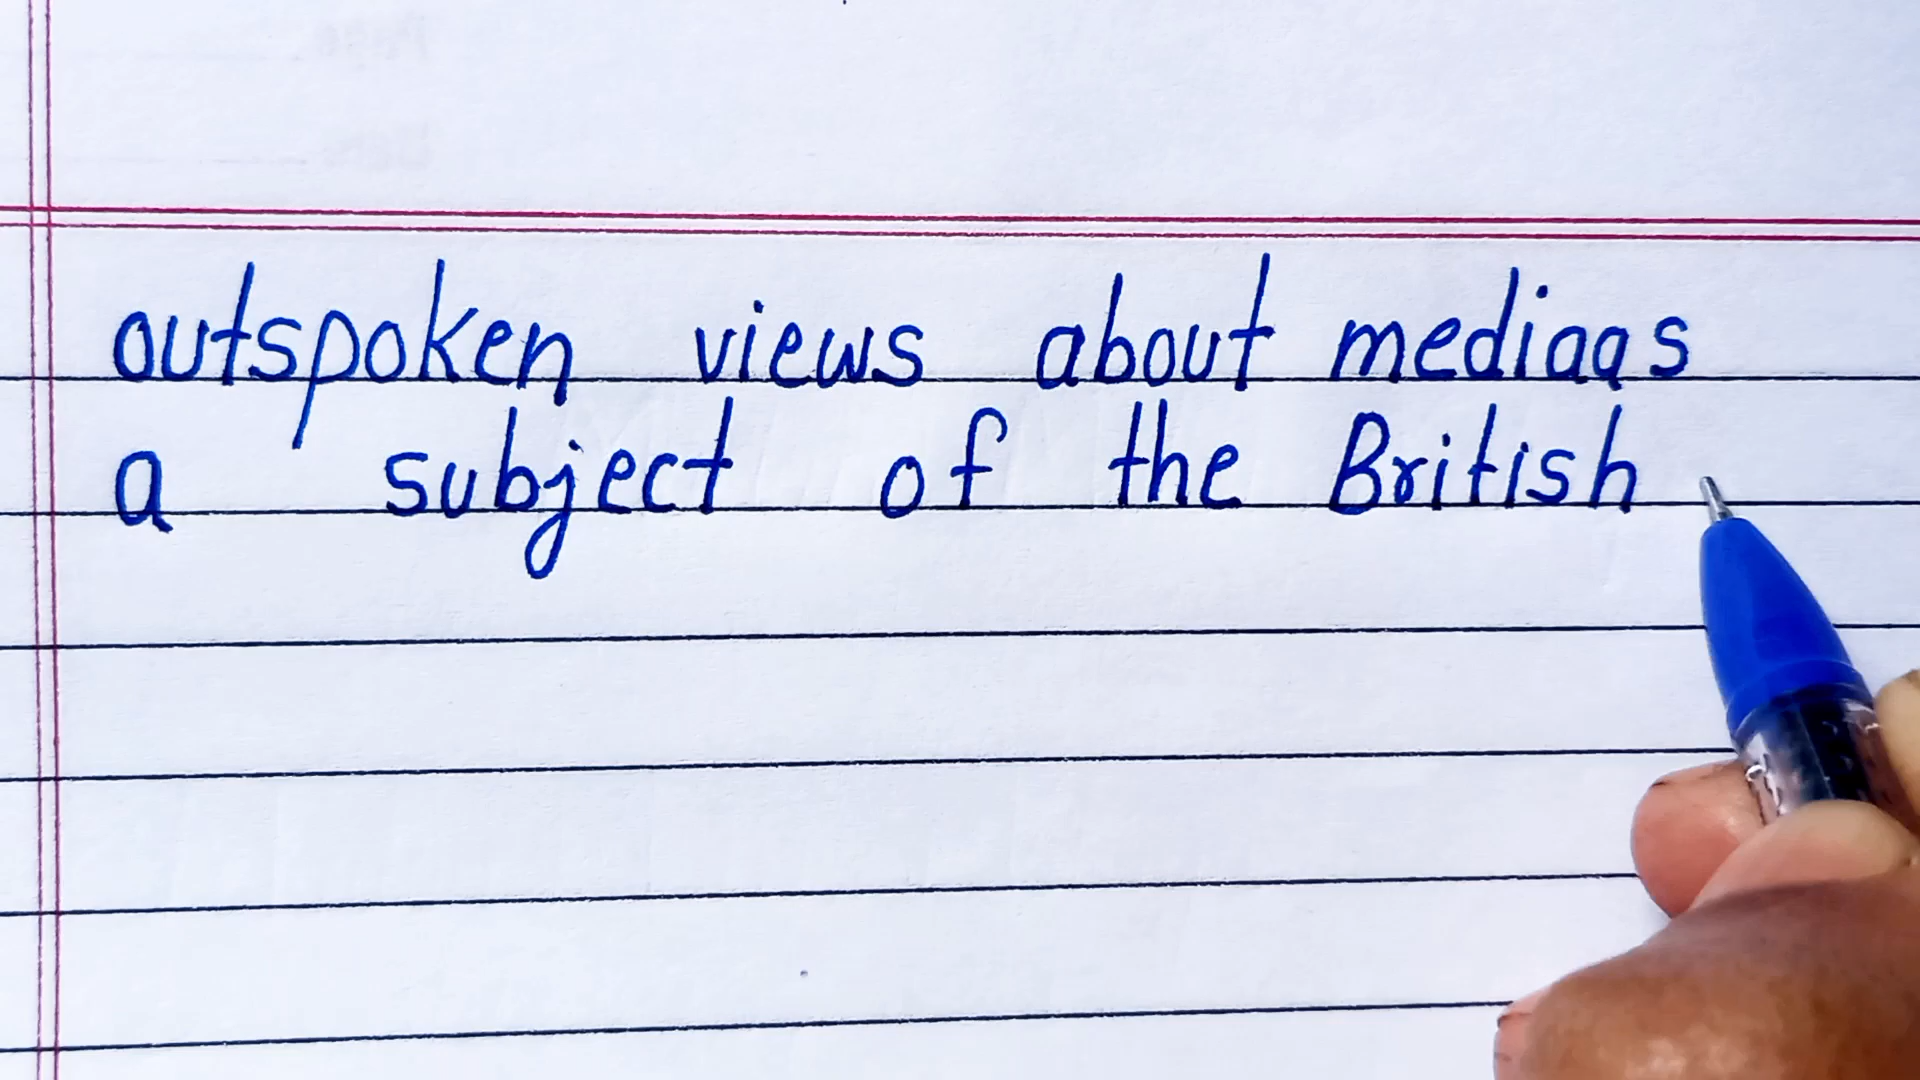 outspoken views about mediaas
a subject of the British